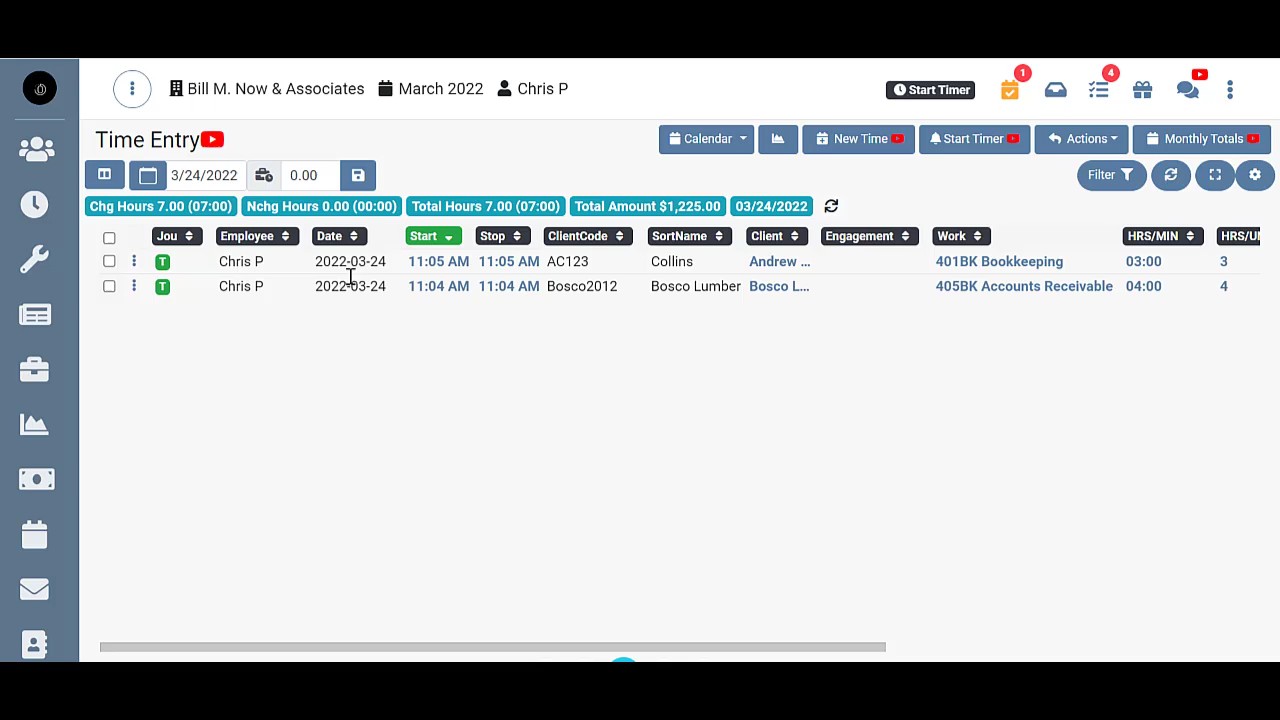 Bill M. Now & Associates March 2022 Chris P Start Timer 1 4
Time Entry Calendar New Time Start Timer Actions Monthly Totals
3/24/2022 0.00 Filter
Chg Hours 7.00 (07:00) Nchg Hours 0.00 (00:00) Total Hours 7.00 (07:00) Total Amount $1,225.00 03/24/2022
Jou Employee Date Start Stop ClientCode SortName Client Engagement Work HRS/MIN HRS/U
T Chris P 2022-03-24 11:05 AM 11:05 AM AC123 Collins Andrew ... 401BK Bookkeeping 03:00 3
T Chris P 2022-03-24 11:04 AM 11:04 AM Bosco2012 Bosco Lumber Bosco L... 405BK Accounts Receivable 04:00 4